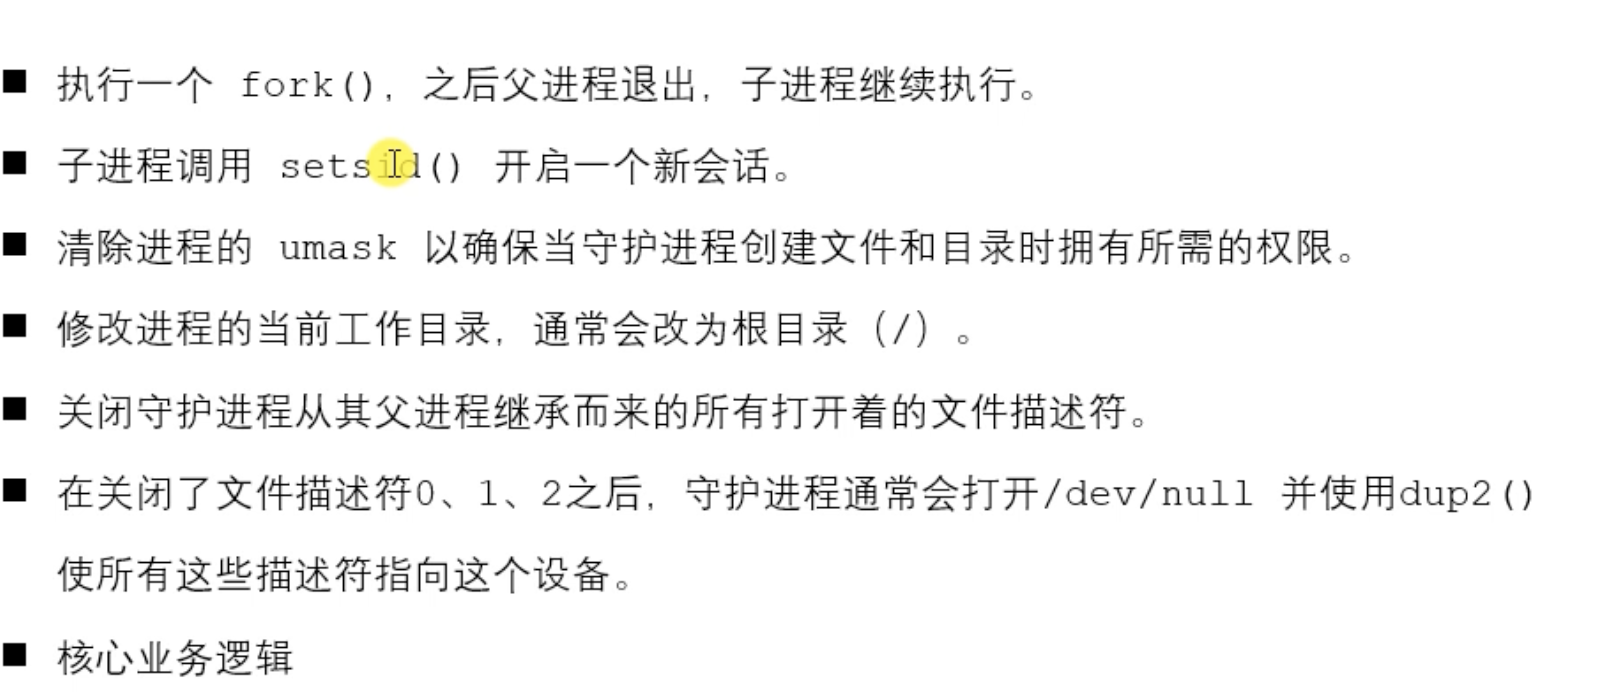 ■ 执行一个 fork()，之后父进程退出，子进程继续执行。
■ 子进程调用 setsid() 开启一个新会话。
■ 清除进程的 umask 以确保当守护进程创建文件和目录时拥有所需的权限。
■ 修改进程的当前工作目录，通常会改为根目录（/）。
■ 关闭守护进程从其父进程继承而来的所有打开着的文件描述符。
■ 在关闭了文件描述符0、1、2之后，守护进程通常会打开/dev/null 并使用dup2()
使所有这些描述符指向这个设备。
■ 核心业务逻辑